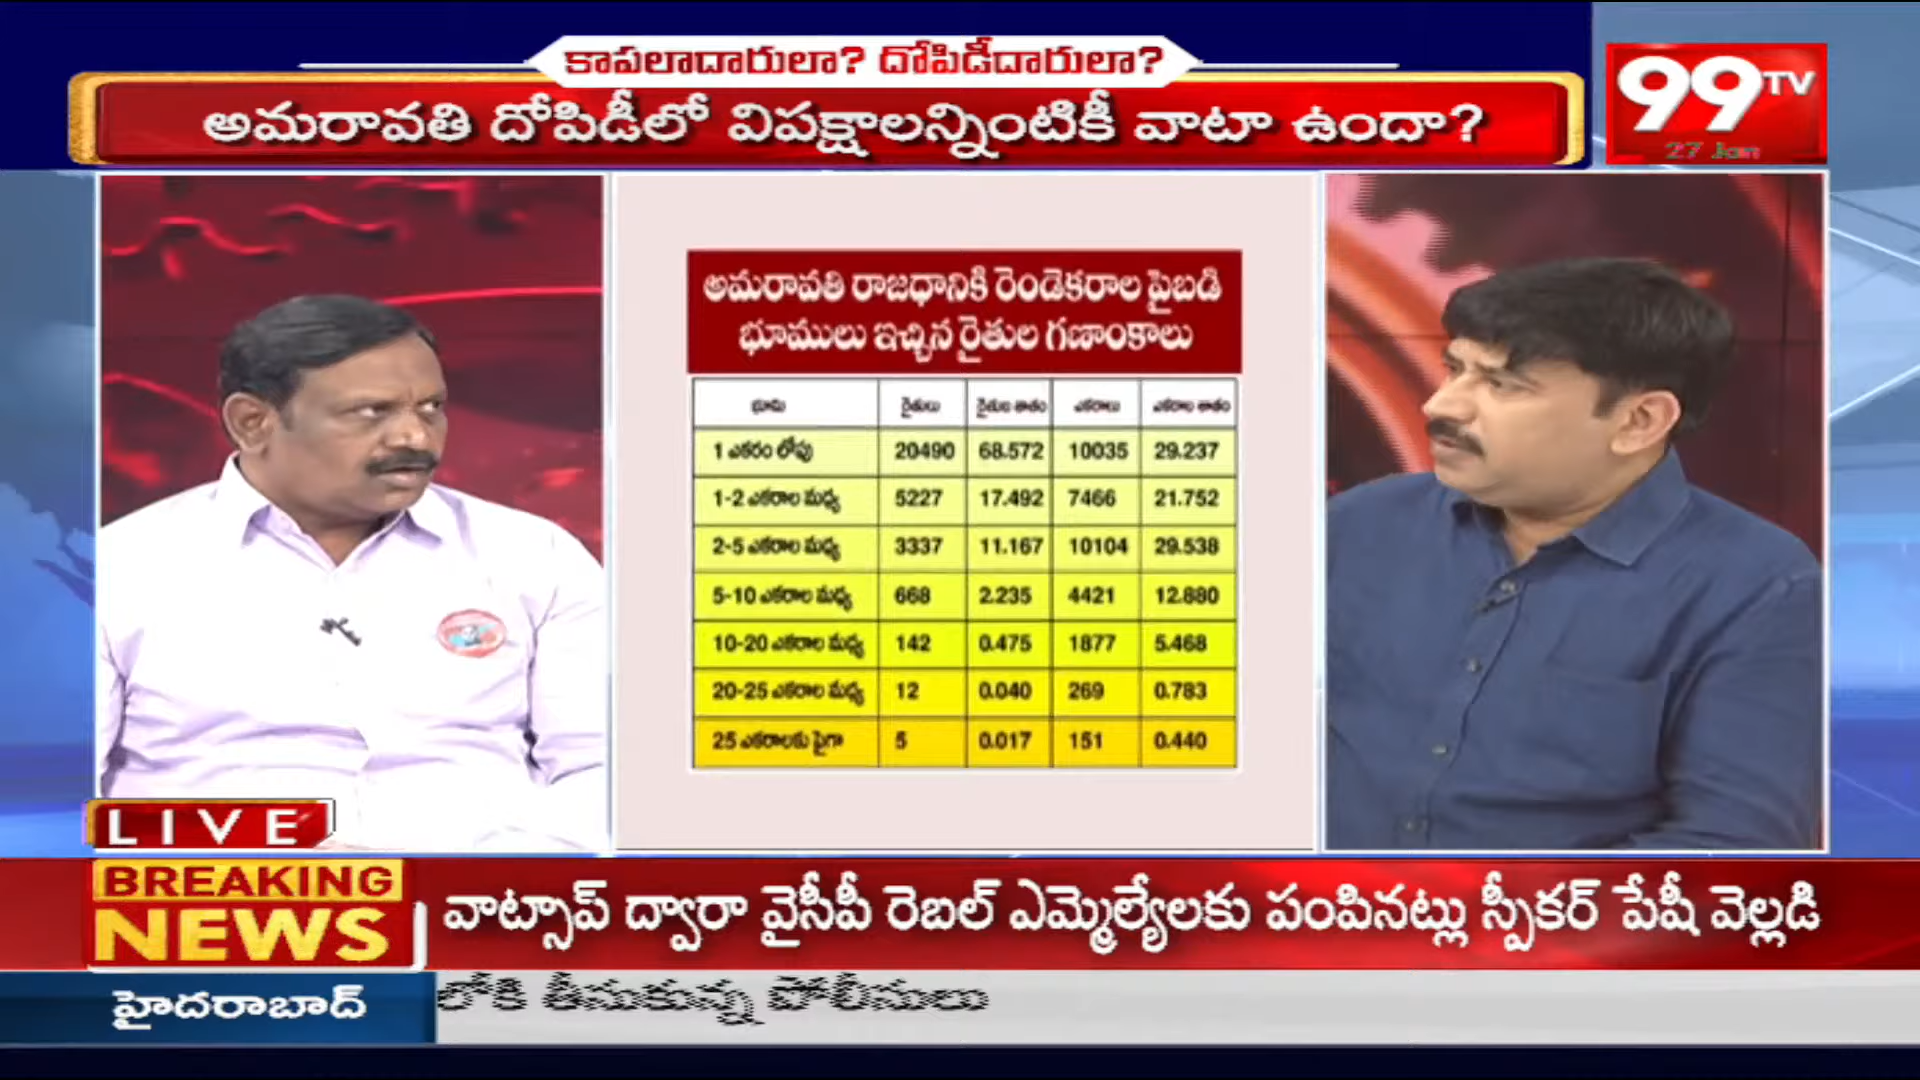 కాపలాదారులా? దోపిడీదారులా?
అమరావతి దోపిడీలో విపక్షాలన్నింటికీ వాటా ఉందా?
99TV
27 Jan
అమరావతి రాజధానికి రెండెకరాల పైబడి
భూములు ఇచ్చిన రైతుల గణాంకాలు
భూమి రైతులు రైతుల శాతం ఎకరాలు ఎకరాల శాతం
1 ఎకరం లోపు 20490 68.572 10035 29.237
1-2 ఎకరాల మధ్య 5227 17.492 7466 21.752
2-5 ఎకరాల మధ్య 3337 11.167 10104 29.538
5-10 ఎకరాల మధ్య 668 2.235 4421 12.880
10-20 ఎకరాల మధ్య 142 0.475 1877 5.468
20-25 ఎకరాల మధ్య 12 0.040 269 0.783
25 ఎకరాలకు పైగా 5 0.017 151 0.440
LIVE
BREAKING
NEWS
వాట్సాప్ ద్వారా వైసీపీ రెబల్ ఎమ్మెల్యేలకు పంపినట్లు స్పీకర్ పేషీ వెల్లడి
హైదరాబాద్
లోకి తీసుకున్న పోలీసులు